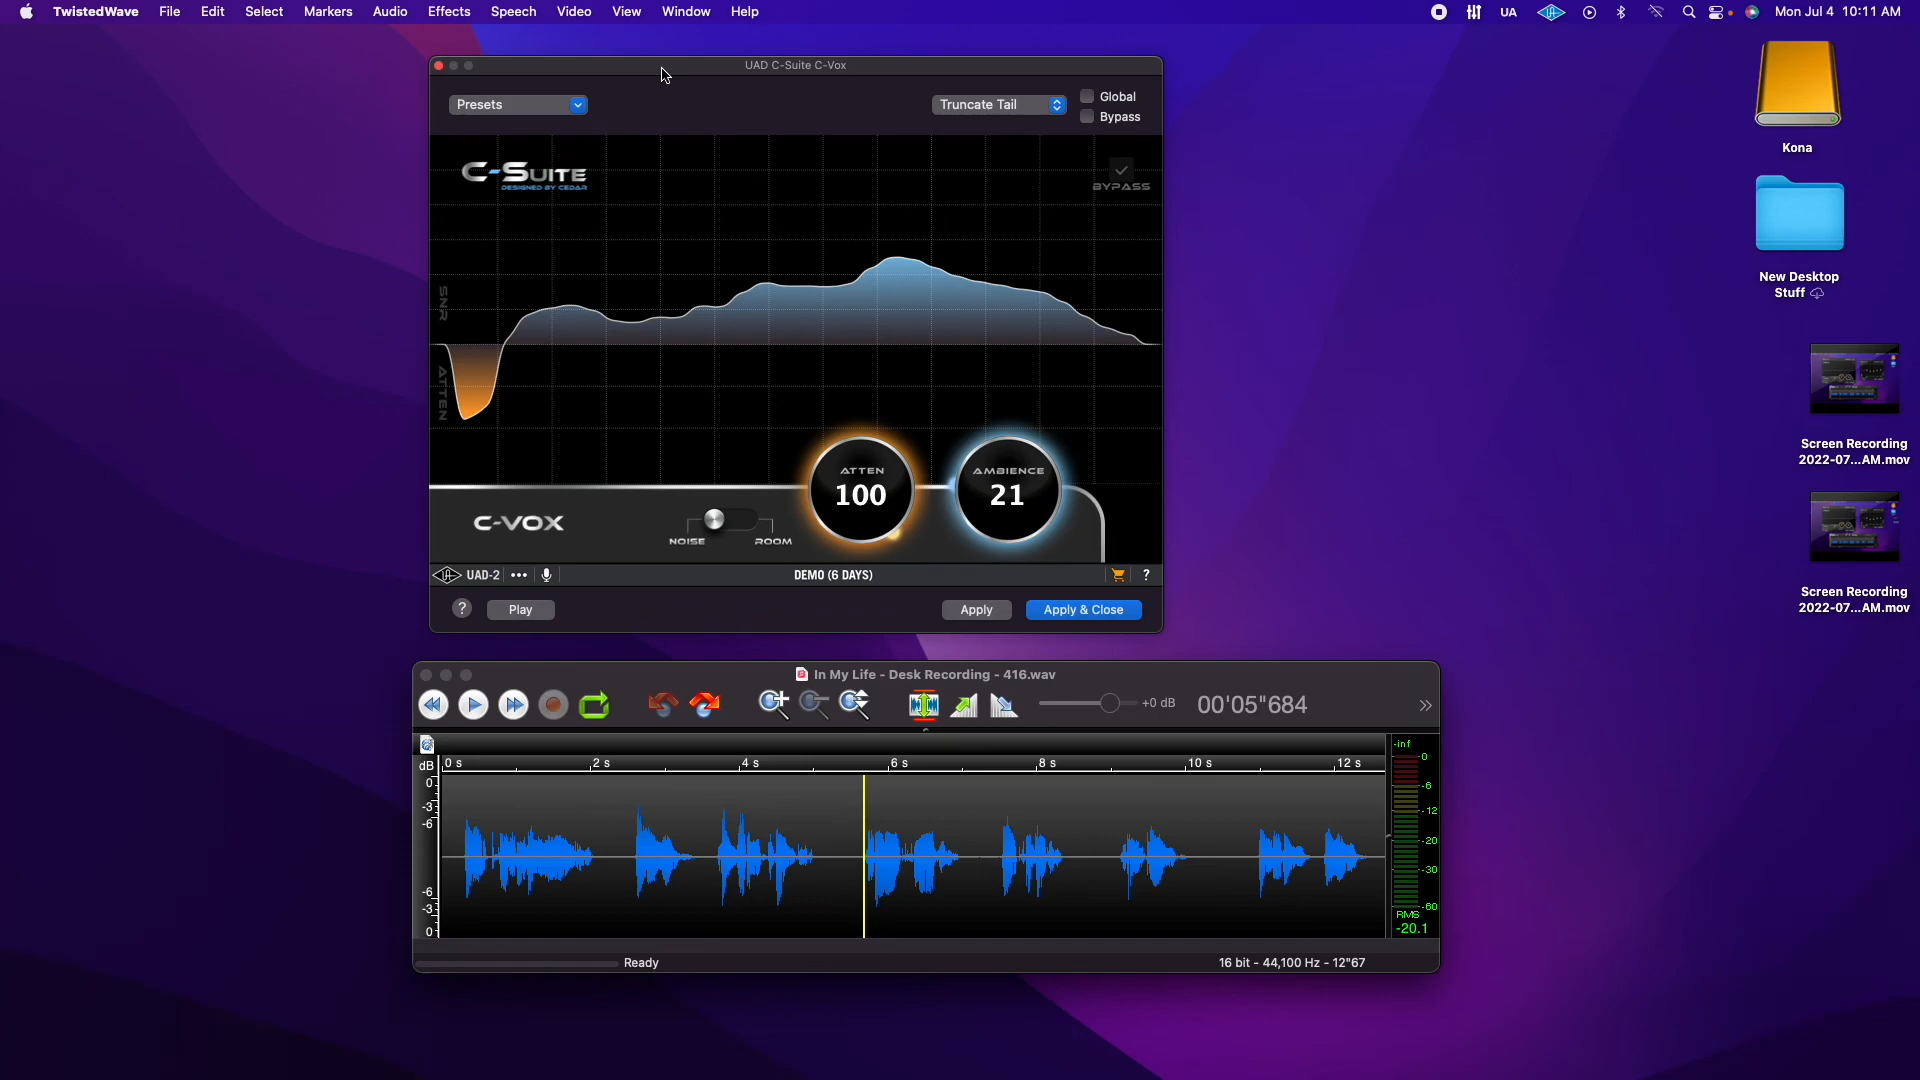 TwistedWave File Edit Select Markers Audio Effects Speech Video View Window Help
UA Mon Jul 4 10:11 AM
UAD C-Suite C-Vox
Presets
Truncate Tail
Global
Bypass
C-SUITE
DESIGNED BY CEDAR
BYPASS
SNR
ATTEN
ATTEN
100
AMBIENCE
21
C-VOX
NOISE
ROOM
UAD-2
DEMO (6 DAYS)
?
?
Play
Apply
Apply & Close
In My Life - Desk Recording - 416.wav
+0 dB
00'05"684
dB
0 s 2 s 4 s 6 s 8 s 10 s 12 s
0
-3
-6
-6
-3
0
-inf
0
-6
-12
-20
-30
-60
RMS
-20.1
Ready
16 bit - 44,100 Hz - 12"67
Kona
New Desktop
Stuff
Screen Recording
2022-07...AM.mov
Screen Recording
2022-07...AM.mov